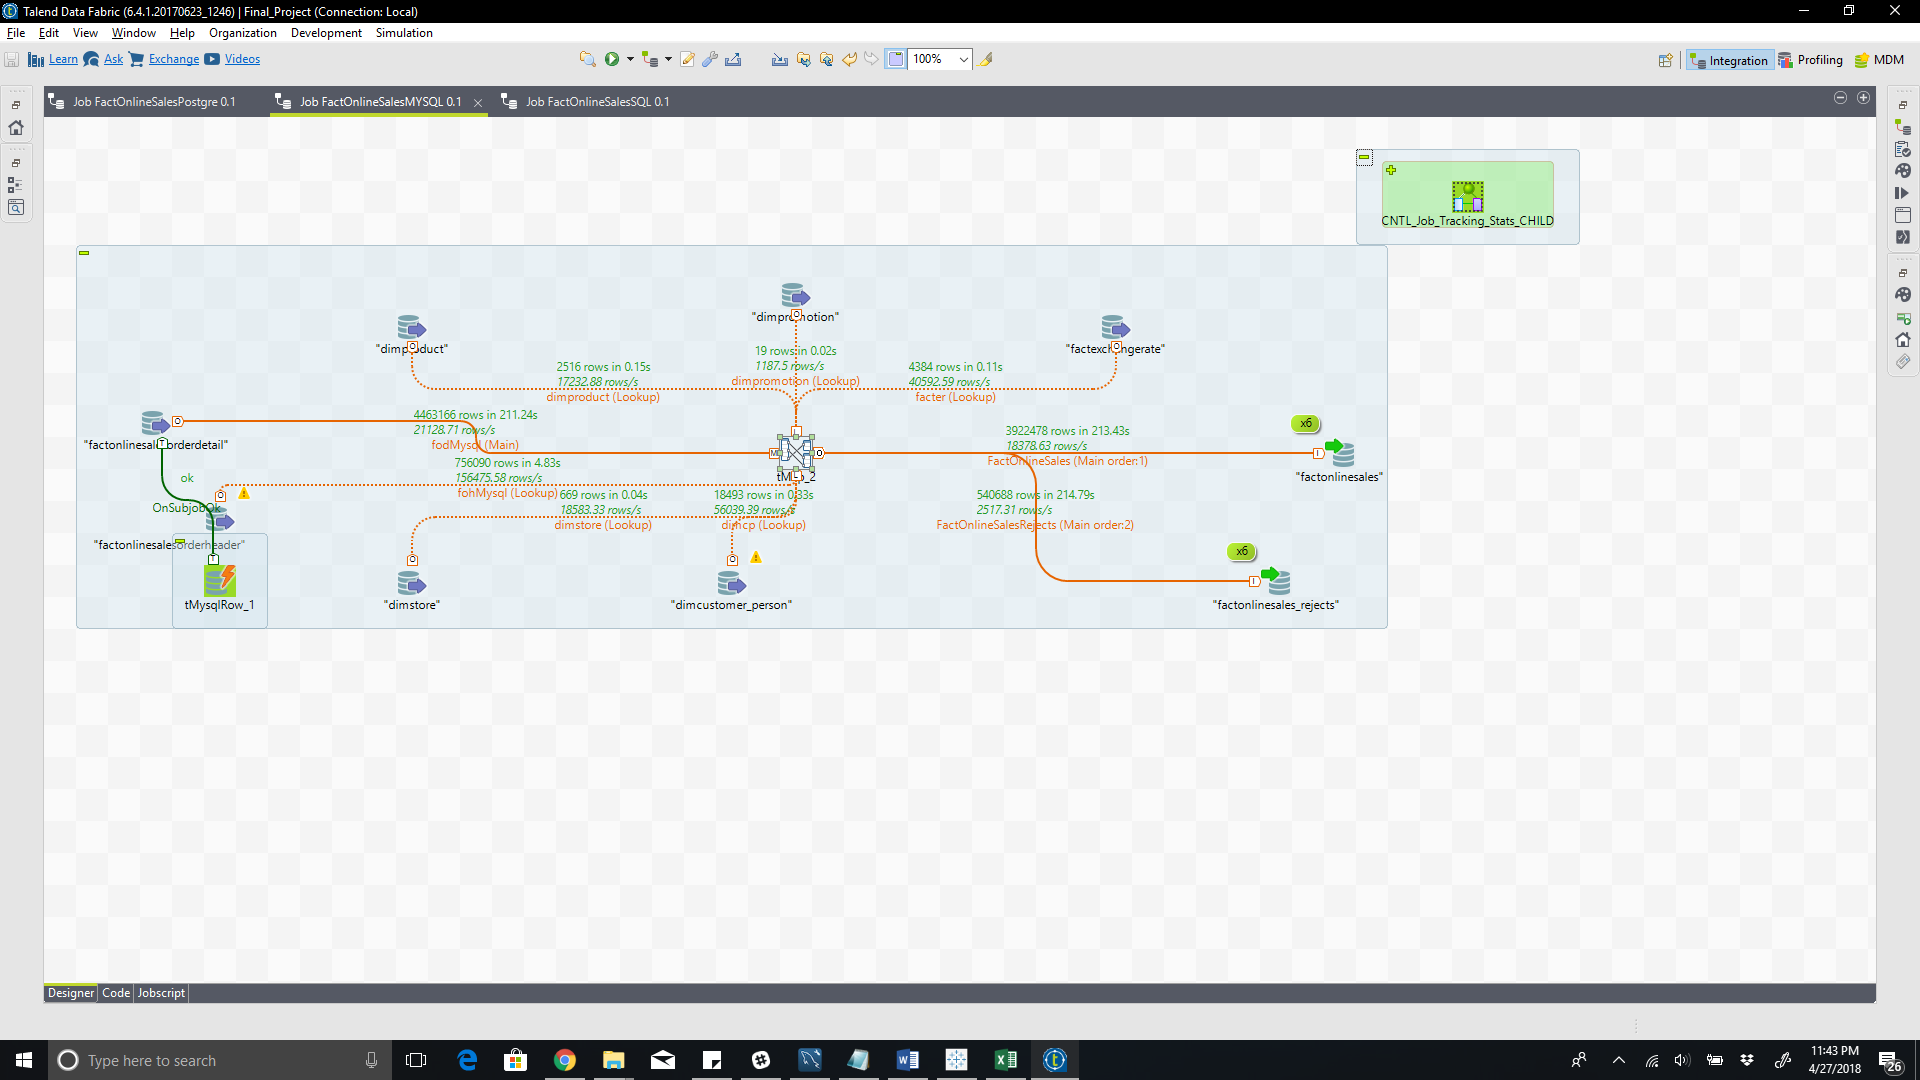 Talend Data Fabric (6.4.1.20170623_1246) | Final_Project (Connection: Local)
File Edit View Window Help Organization Development Simulation
Learn Ask Exchange Videos
100%
Integration Profiling MDM
Job FactOnlineSalesPostgre 0.1
Job FactOnlineSalesMYSQL 0.1
Job FactOnlineSalesSQL 0.1
CNTL_Job_Tracking_Stats_CHILD
"dimpromotion"
"dimproduct"
"factexchangerate"
19 rows in 0.02s
1187.5 rows/s
dimpromotion (Lookup)
2516 rows in 0.15s
17232.88 rows/s
dimproduct (Lookup)
4384 rows in 0.11s
40592.59 rows/s
facter (Lookup)
4463166 rows in 211.24s
21128.71 rows/s
fodMysql (Main)
"factonlinesalesorderdetail"
3922478 rows in 213.43s
18378.63 rows/s
FactOnlineSales (Main order:1)
x6
"factonlinesales"
756090 rows in 4.83s
156475.58 rows/s
fohMysql (Lookup)
tMap_2
ok
OnSubjobOk
669 rows in 0.04s
18583.33 rows/s
dimstore (Lookup)
18493 rows in 0.33s
56039.39 rows/s
dimcp (Lookup)
540688 rows in 214.79s
2517.31 rows/s
FactOnlineSalesRejects (Main order:2)
"factonlinesalesorderheader"
x6
tMysqlRow_1
"dimstore"
"dimcustomer_person"
"factonlinesales_rejects"
Designer Code Jobscript
Type here to search
11:43 PM
4/27/2018
26